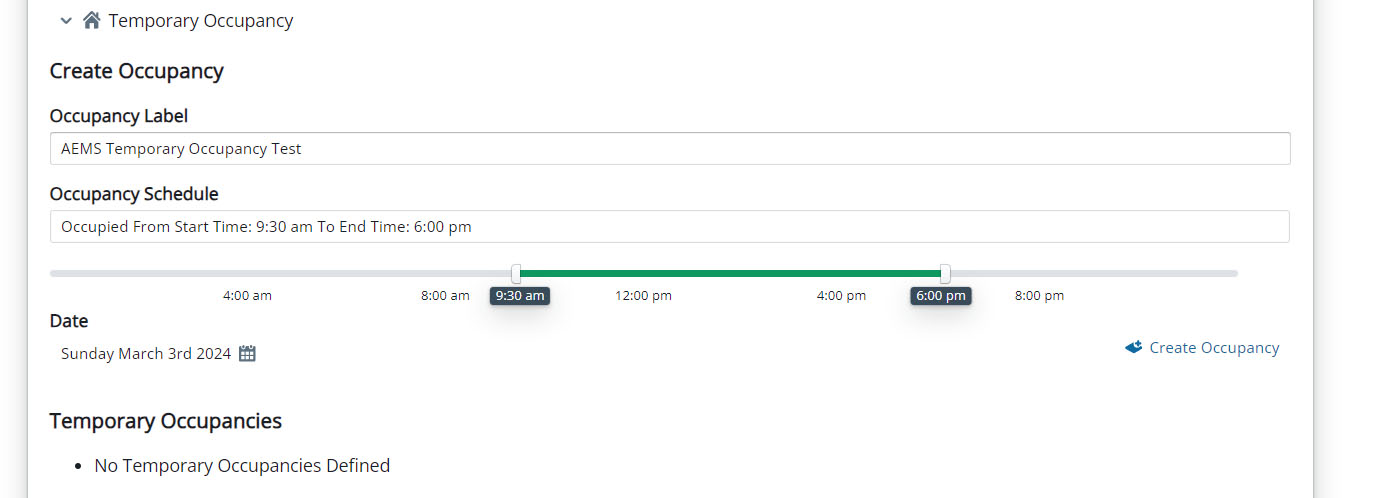 Temporary Occupancy
Create Occupancy
Occupancy Label
AEMS Temporary Occupancy Test
Occupancy Schedule
Occupied From Start Time: 9:30 am To End Time: 6:00 pm
4:00 am 8:00 am 9:30 am 12:00 pm 4:00 pm 6:00 pm 8:00 pm
Date
Sunday March 3rd 2024
Create Occupancy
Temporary Occupancies
• No Temporary Occupancies Defined